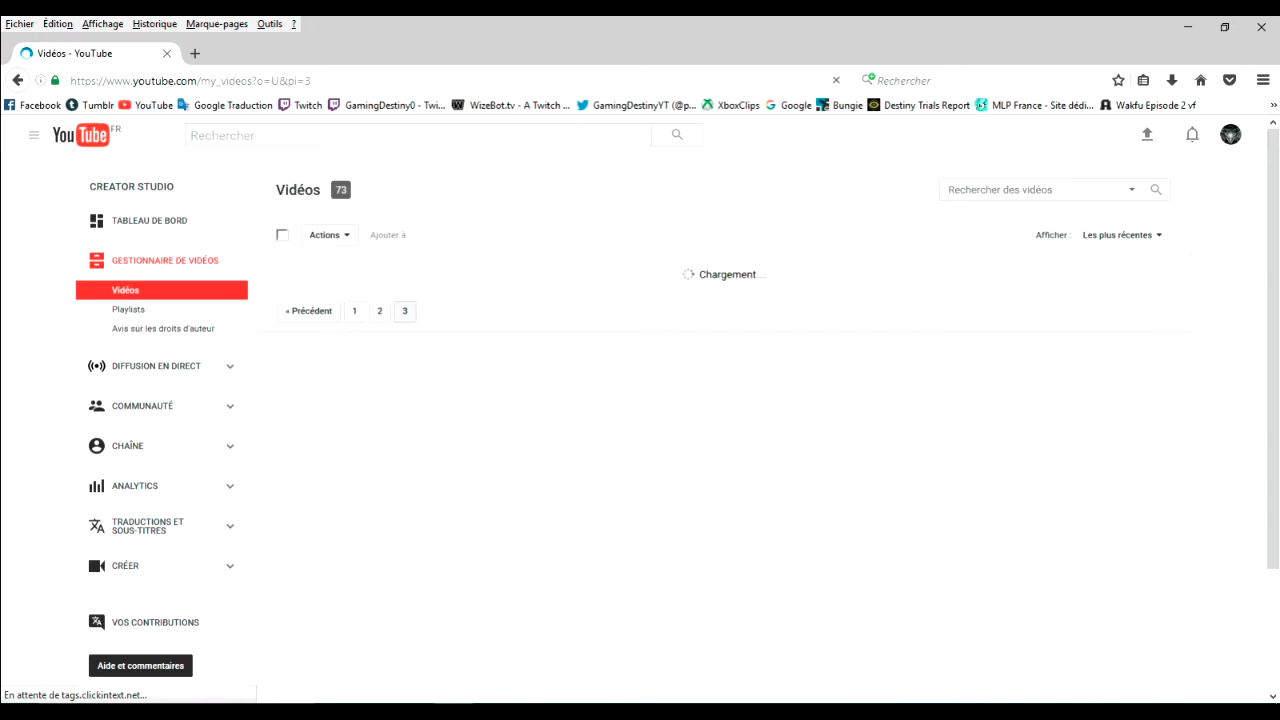 Fichier Édition Affichage Historique Marque-pages Outils ?
Vidéos - YouTube
https://www.youtube.com/my_videos?o=U&pi=3
Rechercher
Facebook Tumblr YouTube Google Traduction Twitch GamingDestiny0 - Twi... WizeBot.tv - A Twitch ... GamingDestinyYT (@p... XboxClips Google Bungie Destiny Trials Report MLP France - Site dédi... Wakfu Episode 2 vf »
YouTube FR
Rechercher
CREATOR STUDIO
Vidéos 73
Rechercher des vidéos
TABLEAU DE BORD
Actions Ajouter à
Afficher : Les plus récentes
GESTIONNAIRE DE VIDÉOS
Chargement...
Vidéos
Playlists
« Précédent 1 2 3
Avis sur les droits d'auteur
DIFFUSION EN DIRECT
COMMUNAUTÉ
CHAÎNE
ANALYTICS
TRADUCTIONS ET
SOUS-TITRES
CRÉER
VOS CONTRIBUTIONS
Aide et commentaires
En attente de tags.clickintext.net...